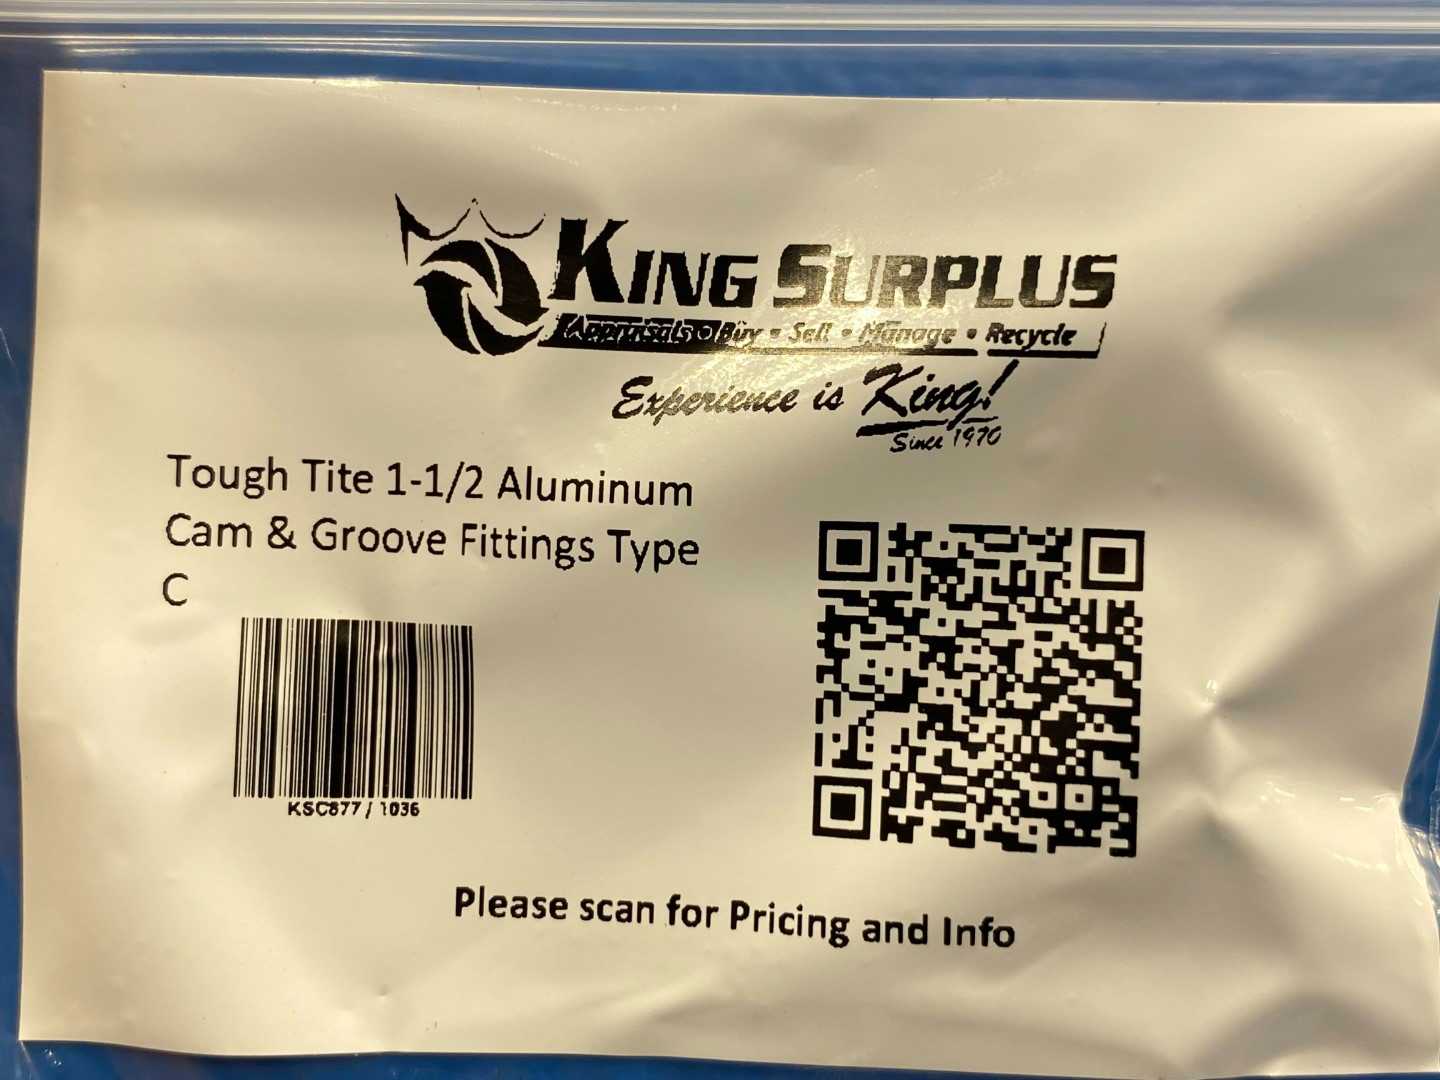 KING SURPLUS
Appraisals • Buy • Sell • Manage • Recycle
Experience is King!
Since 1970
Tough Tite 1-1/2 Aluminum
Cam & Groove Fittings Type
C
KSC877 / 1036
Please scan for Pricing and Info